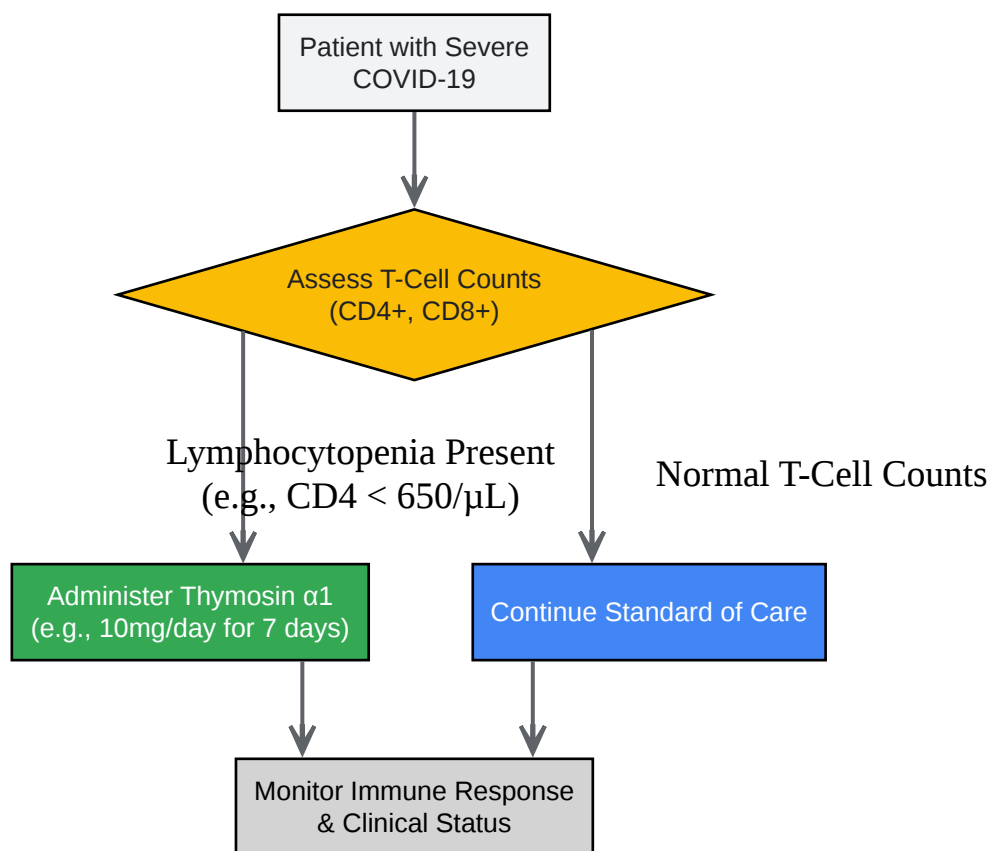 Patient with Severe
COVID-19
Assess T-Cell Counts
(CD4+, CD8+)
Lymphocytopenia Present
(e.g., CD4 < 650/µL)
Normal T-Cell Counts
Administer Thymosin α1
(e.g., 10mg/day for 7 days)
Continue Standard of Care
Monitor Immune Response
& Clinical Status